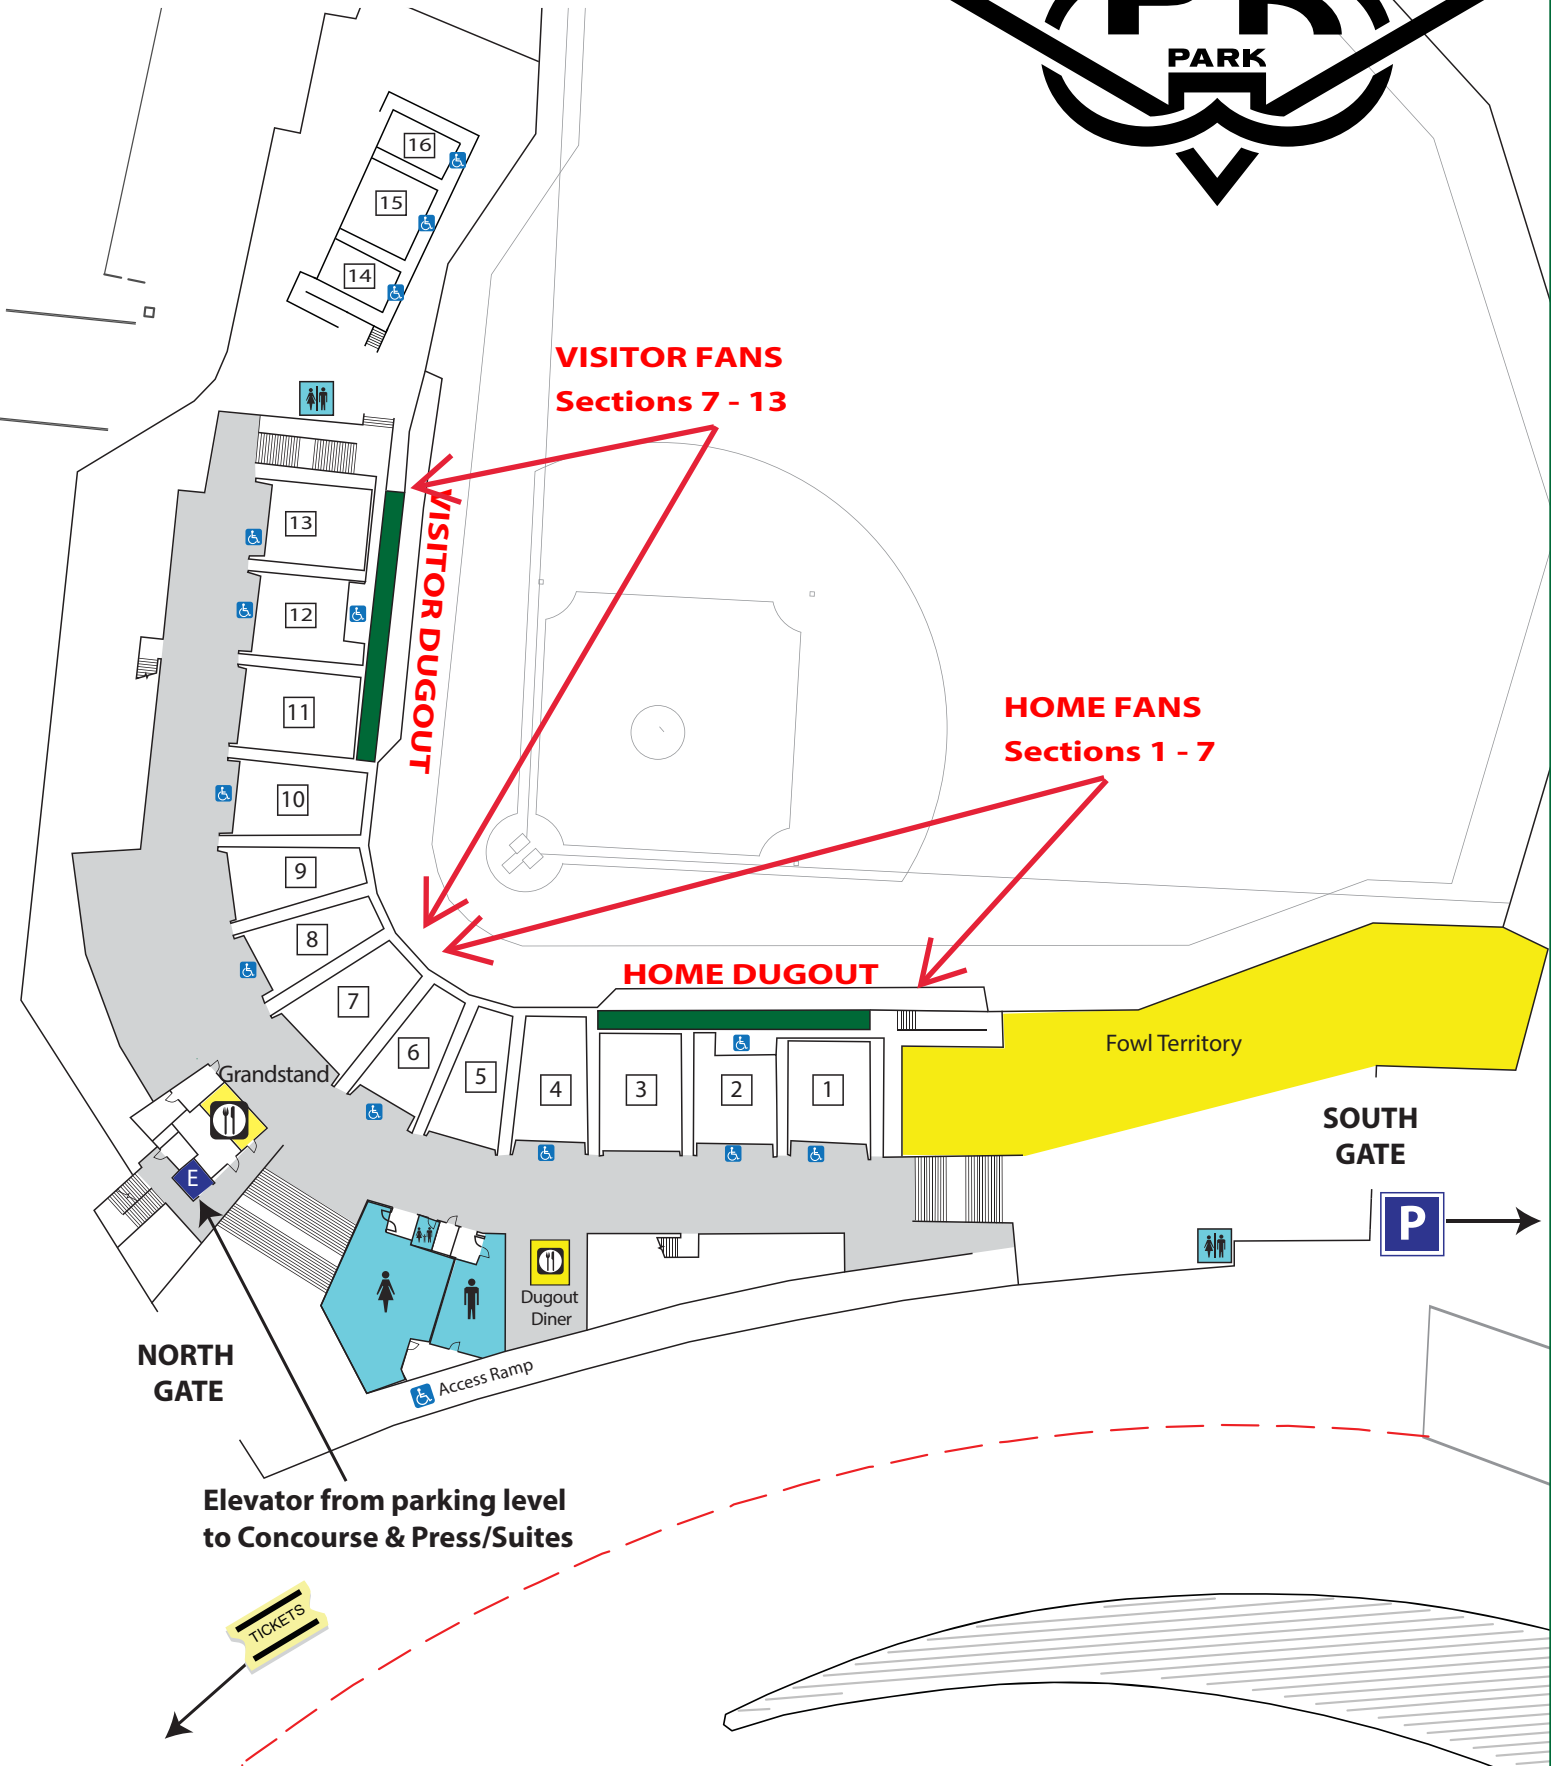 PARK
16
15
14
VISITOR FANS
Sections 7 - 13
VISITOR DUGOUT
13
12
11
10
9
8
7
6
5
4
3
2
1
HOME FANS
Sections 1 - 7
HOME DUGOUT
Fowl Territory
Grandstand
E
SOUTH
GATE
P
Dugout
Diner
Access Ramp
NORTH
GATE
Elevator from parking level
to Concourse & Press/Suites
TICKETS